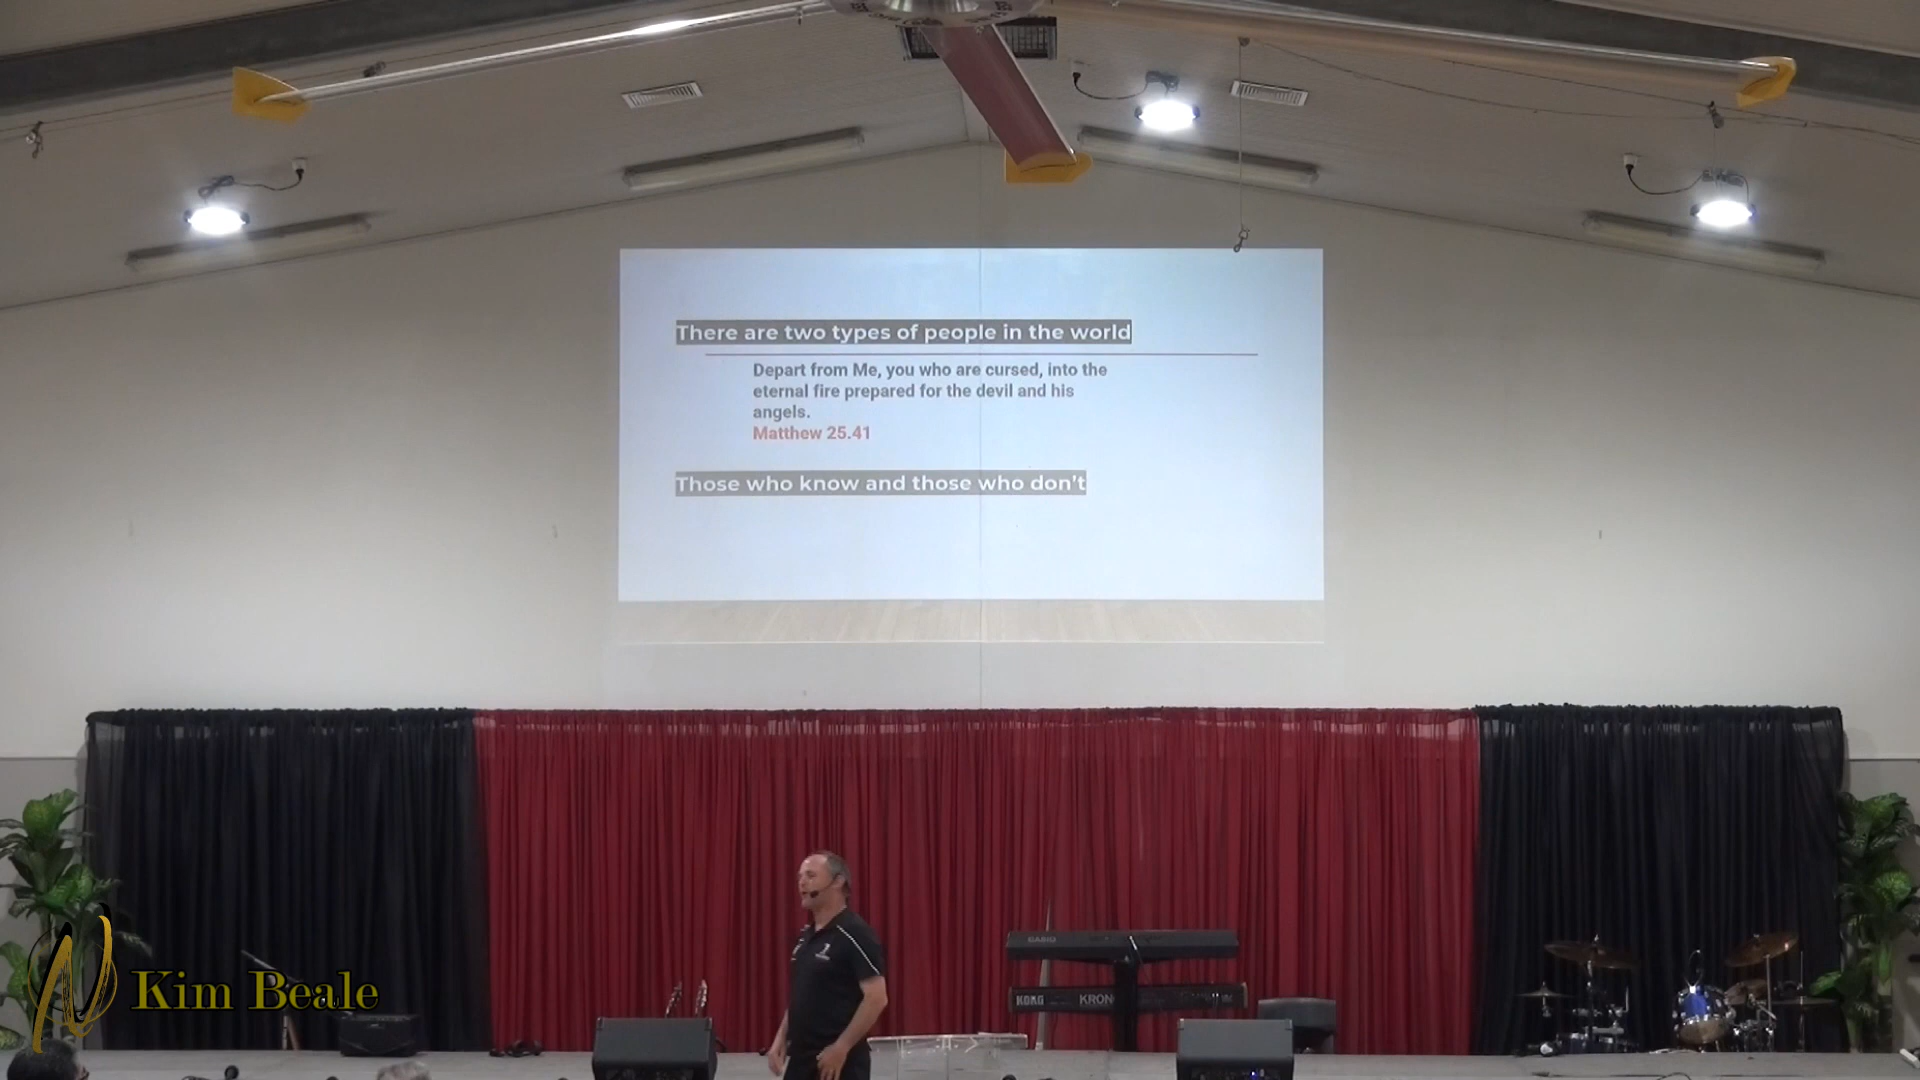 There are two types of people in the world
Depart from Me, you who are cursed, into the
eternal fire prepared for the devil and his
angels.
Matthew 25.41
Those who know and those who don't
CASIO
KORG KRONOS
N Kim Beale